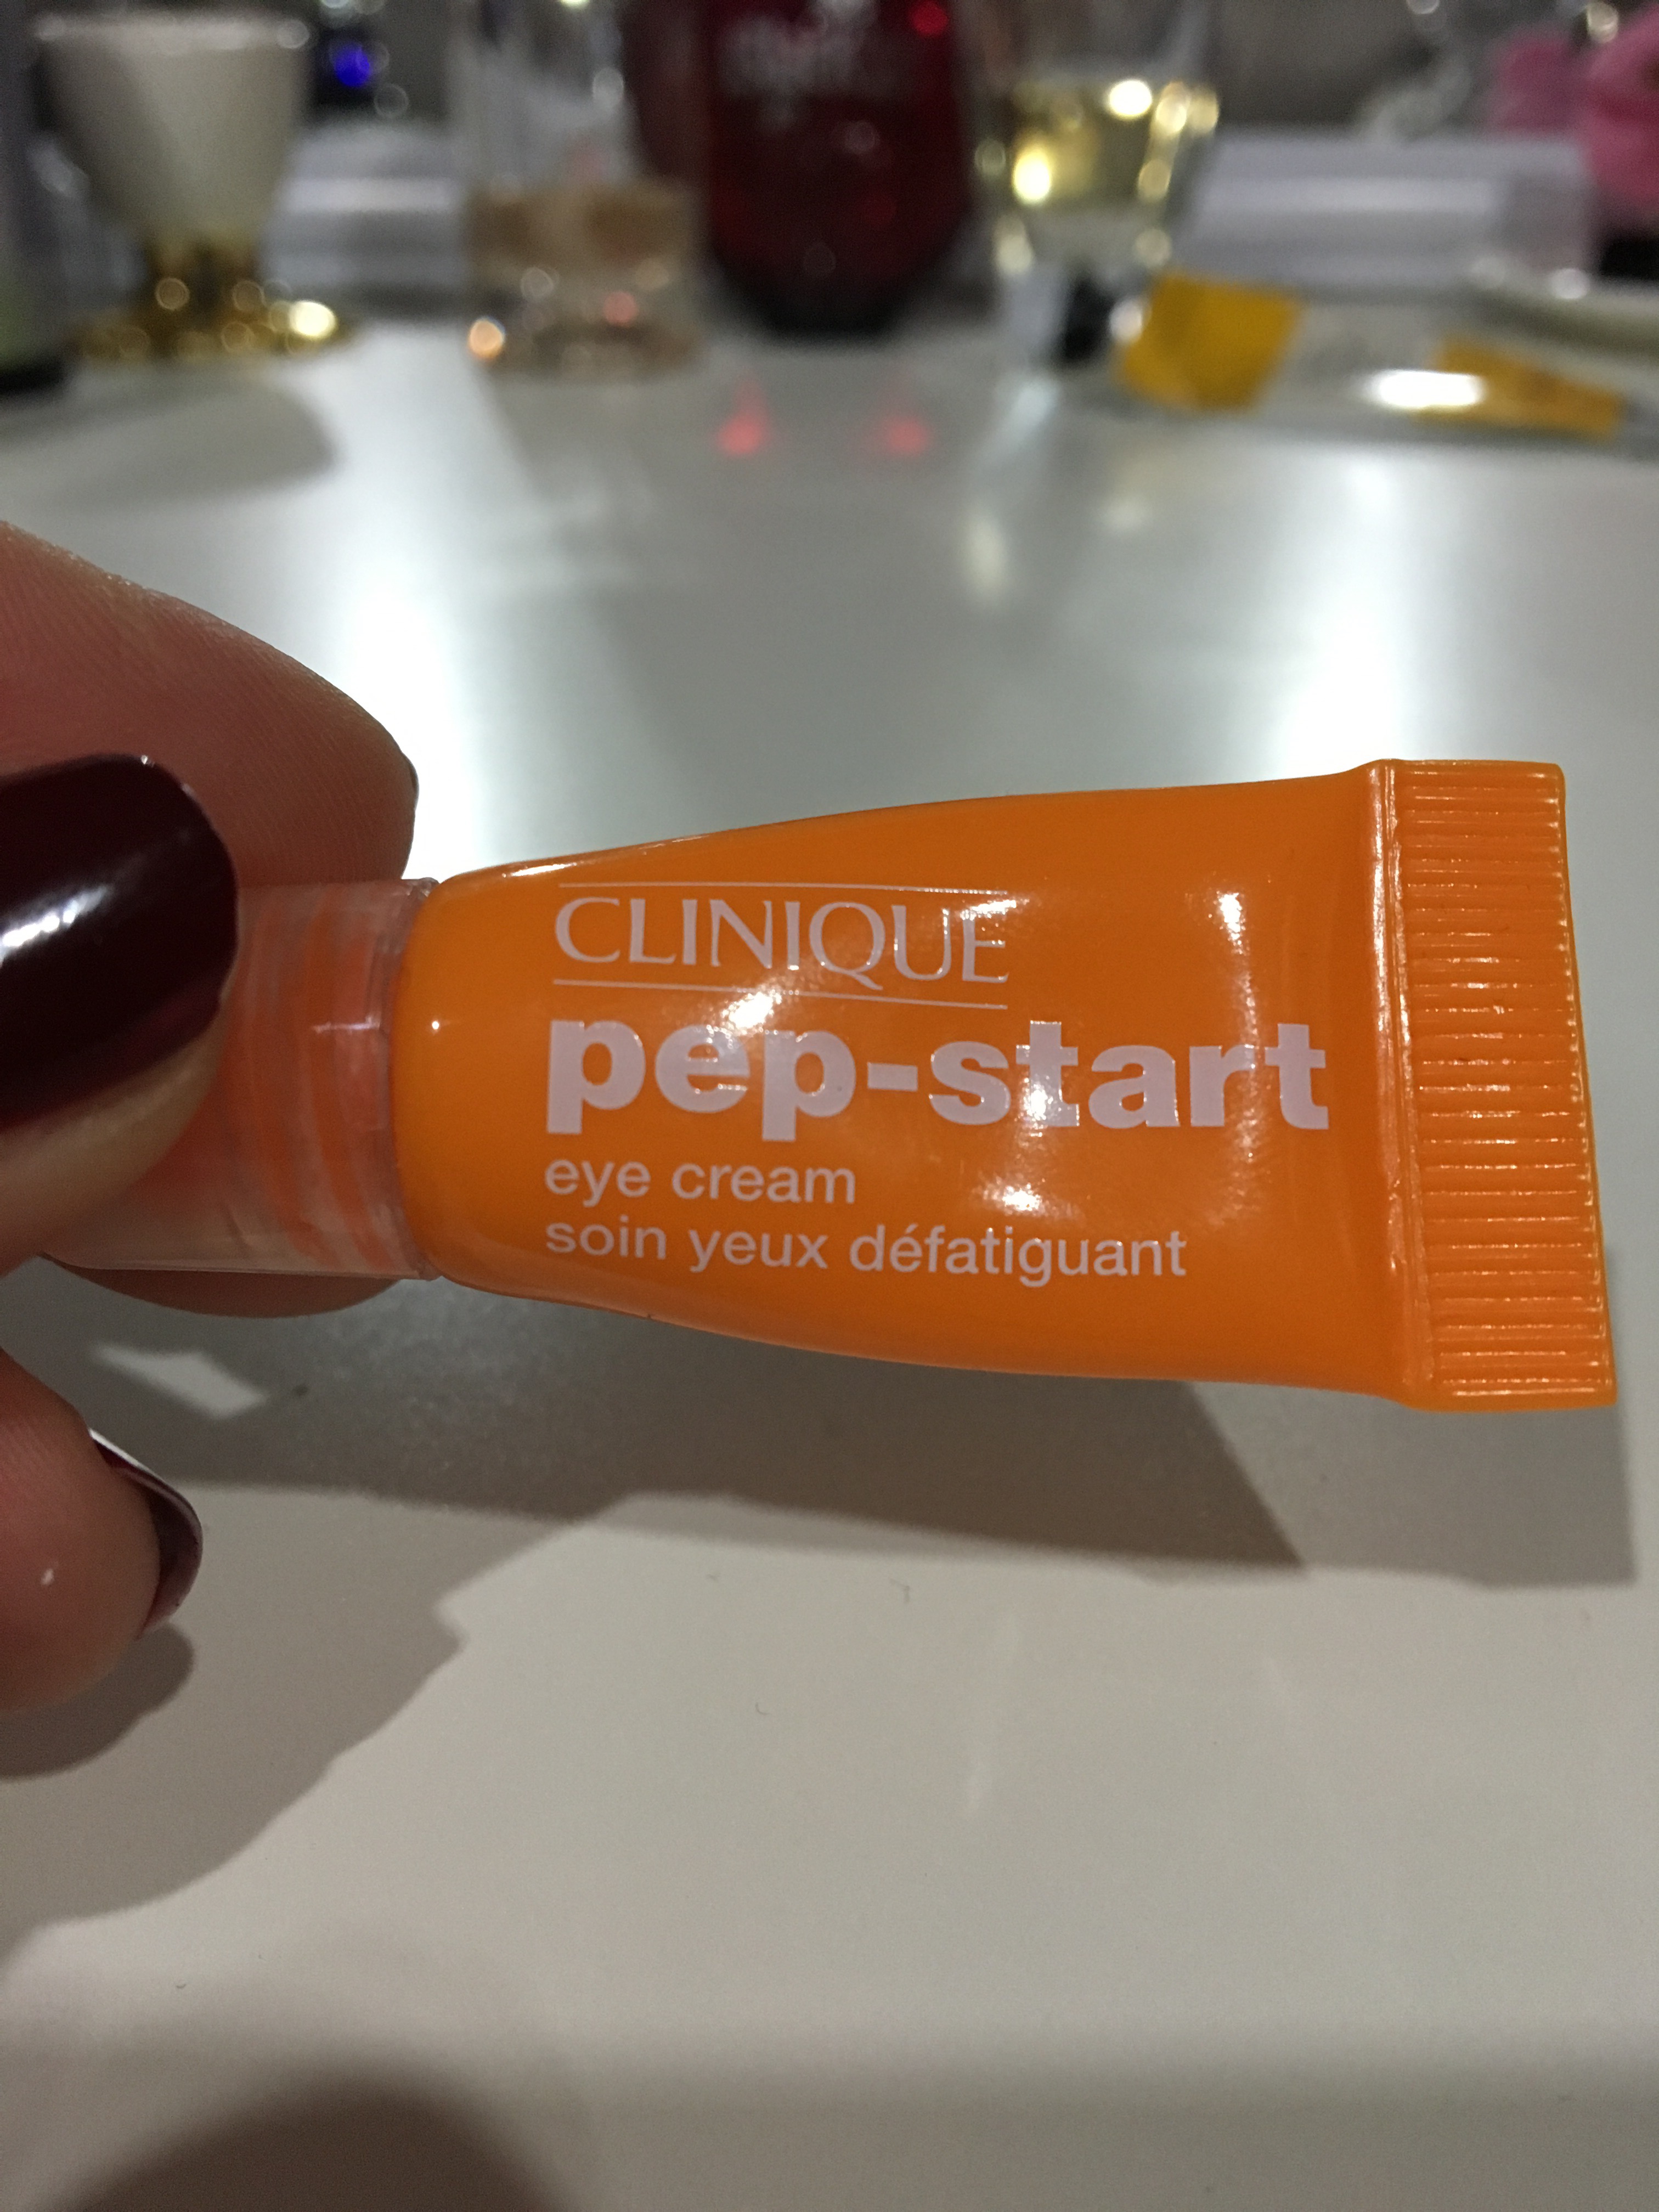 CLINIQUE
pep-start
eye cream
soin yeux défatiguant